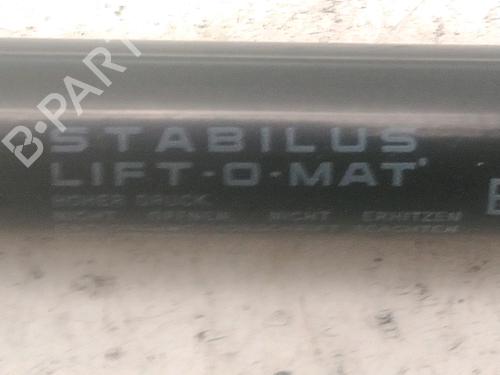 B-PARTS
STABILUS
LIFT-O-MAT®
HOHER DRUCK
NICHT ÖFFNEN NICHT ERHITZEN